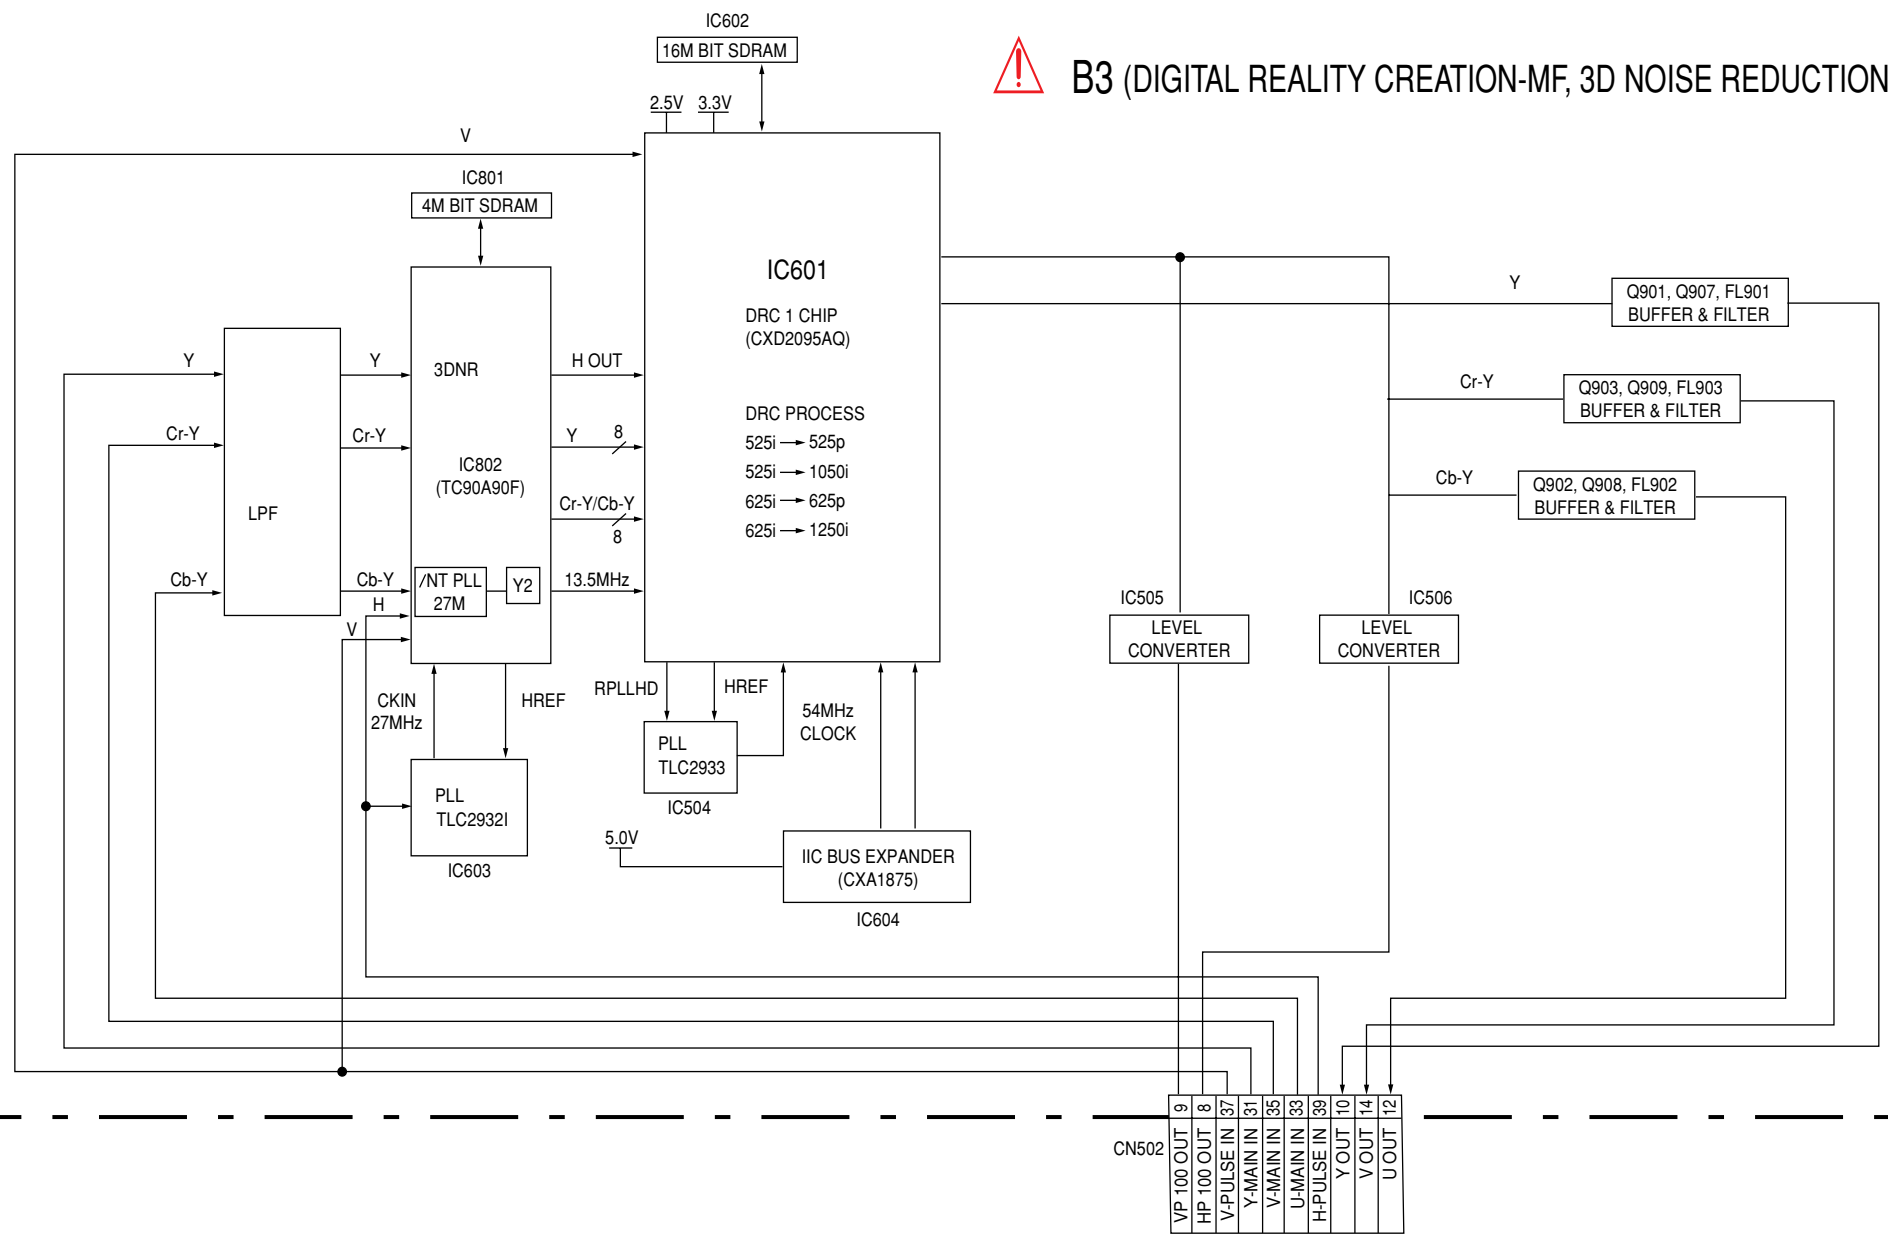 IC602
16M BIT SDRAM
B3 (DIGITAL REALITY CREATION-MF, 3D NOISE REDUCTION
2.5V
3.3V
V
IC801
4M BIT SDRAM
IC601
DRC 1 CHIP
(CXD2095AQ)
DRC PROCESS
525i → 525p
525i → 1050i
625i → 625p
625i → 1250i
Y
Q901, Q907, FL901
BUFFER & FILTER
Cr-Y
Q903, Q909, FL903
BUFFER & FILTER
Cb-Y
Q902, Q908, FL902
BUFFER & FILTER
Y
Cr-Y
Cb-Y
LPF
Y
Cr-Y
Cb-Y
H
V
3DNR
IC802
(TC90A90F)
/NT PLL
27M
Y2
H OUT
Y
8
Cr-Y/Cb-Y
8
13.5MHz
IC505
LEVEL
CONVERTER
IC506
LEVEL
CONVERTER
CKIN
27MHz
HREF
RPLLHD
HREF
54MHz
CLOCK
PLL
TLC2933
IC504
PLL
TLC2932I
IC603
5.0V
IIC BUS EXPANDER
(CXA1875)
IC604
CN502
9 VP 100 OUT
8 HP 100 OUT
37 V-PULSE IN
31 Y-MAIN IN
35 V-MAIN IN
33 U-MAIN IN
39 H-PULSE IN
10 Y OUT
14 V OUT
12 U OUT